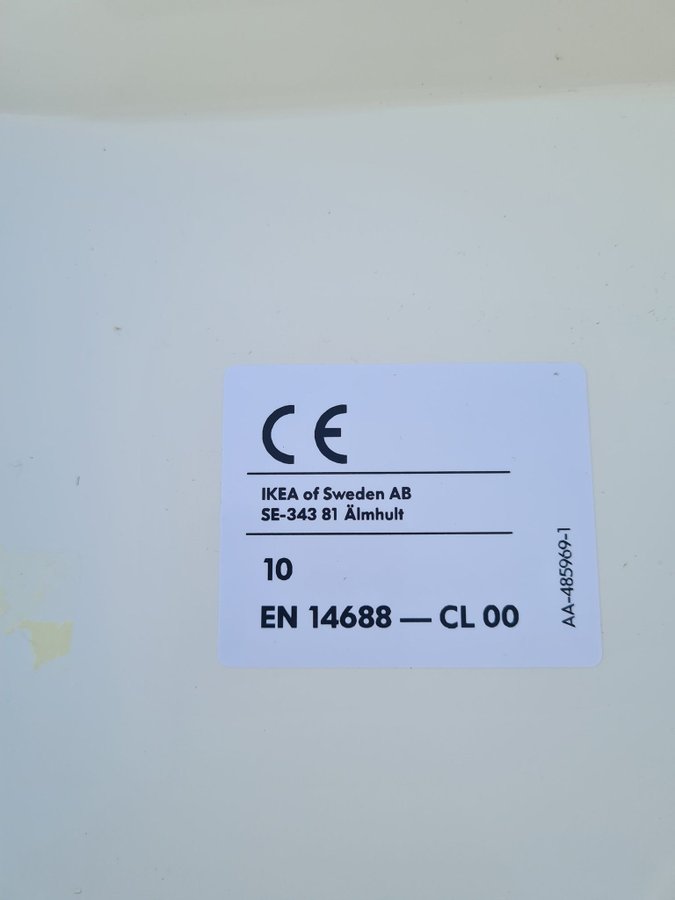 CE
IKEA of Sweden AB
SE-343 81 Älmhult
10
EN 14688 — CL 00
AA-485969-1